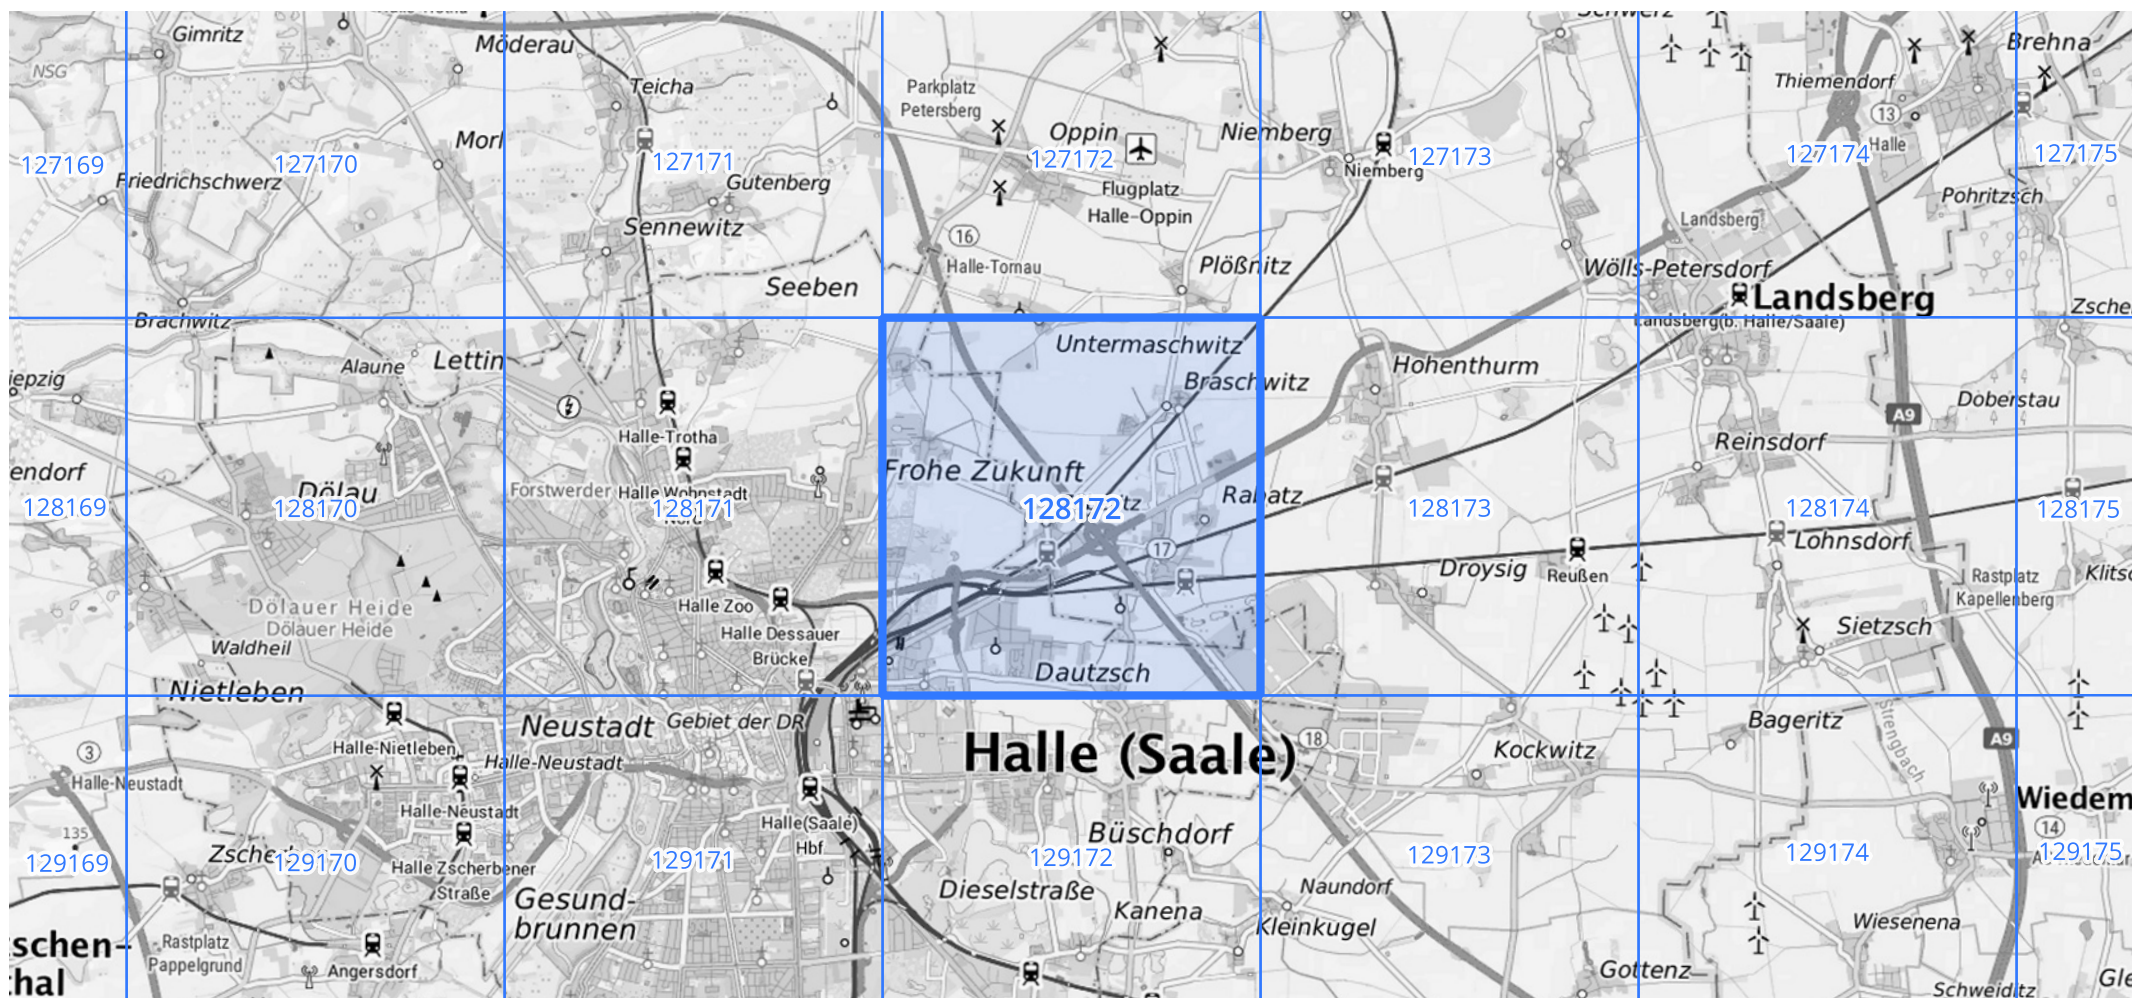 Gimritz
Möderau
Schwerz
Brehna
NSG
Teicha
Parkplatz
Petersberg
Thiemendorf
13
Halle
Morl
Oppin
Niemberg
127169
127170
127171
127172
127173
127174
127175
Friedrichschwerz
Gutenberg
Flugplatz
Halle-Oppin
Niemberg
Pohritzsch
Sennewitz
16
Halle-Tornau
Landsberg
Seeben
Plößnitz
Wölls-Petersdorf
Landsberg
Landsberg(b. Halle/Saale)
Zsche
Brachwitz
Alaune
Lettin
Untermaschwitz
Braschwitz
Hohenthurm
iepzig
Doberstau
A9
Halle-Trotha
Reinsdorf
endorf
Frohe Zukunft
Dölau
Forstwerder
Halle Wohnstadt
Nord
Rabatz
128169
128170
128171
128172
128173
128174
128175
17
Lohnsdorf
Droysig
Reußen
Rastplatz
Kapellenberg
Klitsc
Dölauer Heide
Dölauer Heide
Halle Zoo
Halle Dessauer
Brücke
Waldheil
Sietzsch
Dautzsch
Nietleben
Neustadt
Gebiet der DR
Bageritz
Strengbach
3
Halle-Nietleben
Halle-Neustadt
Halle (Saale)
18
Kockwitz
A9
Halle-Neustadt
Halle-Neustadt
Wiedem
135
Halle(Saale)
Hbf
Büschdorf
14
Halle Zscherbener
Straße
129169
129170
129171
129172
129173
129174
129175
Dieselstraße
Naundorf
Gesund-
brunnen
Kanena
Kleinkugel
Wiesenena
schen-
hal
Rastplatz
Pappelgrund
Angersdorf
Gottenz
Schweiditz
Gle